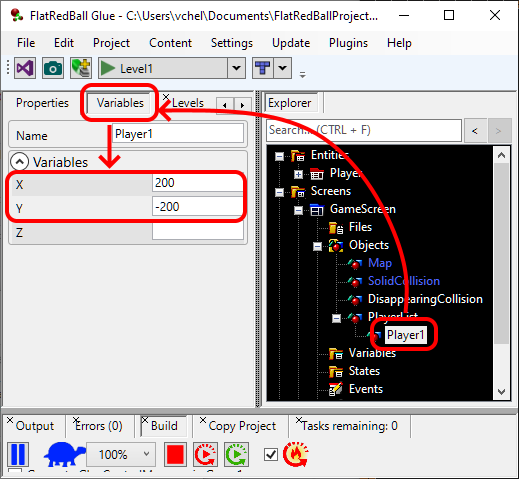 FlatRedBall Glue - C:\Users\vchel\Documents\FlatRedBallProject...
File Edit Project Content Settings Update Plugins Help
Level1
Properties Variables Levels
Explorer
Name Player1
Search... (CTRL + F)
Variables
X 200
Y -200
Z
Entities
Player
Screens
GameScreen
Files
Objects
Map
SolidCollision
DisappearingCollision
PlayerList
Player1
Variables
States
Events
Output Errors (0) Build Copy Project Tasks remaining: 0
100%